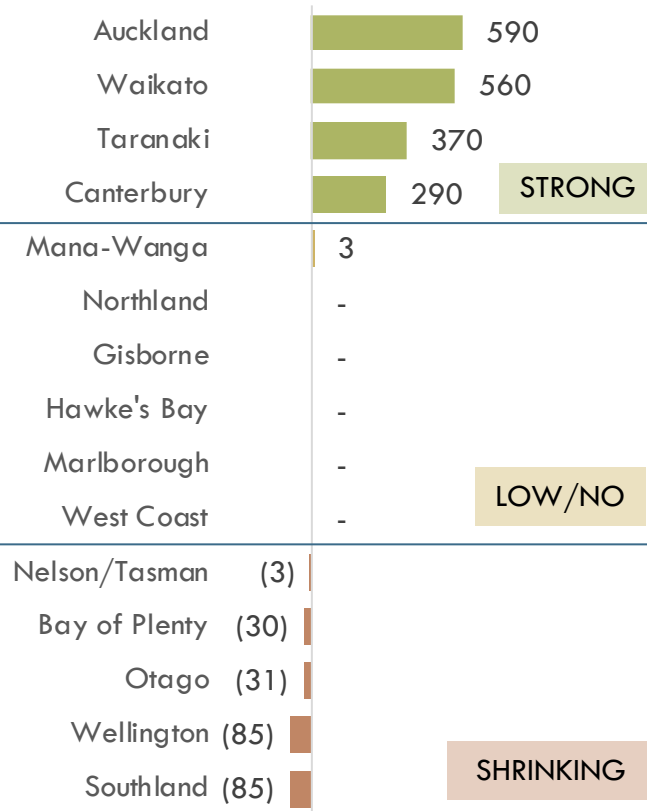 Auckland 590
Waikato 560
Taranaki 370
Canterbury 290
STRONG
Mana-Wanga 3
Northland -
Gisborne -
Hawke's Bay -
Marlborough -
LOW/NO
West Coast -
Nelson/Tasman (3)
Bay of Plenty (30)
Otago (31)
Wellington (85)
SHRINKING
Southland (85)